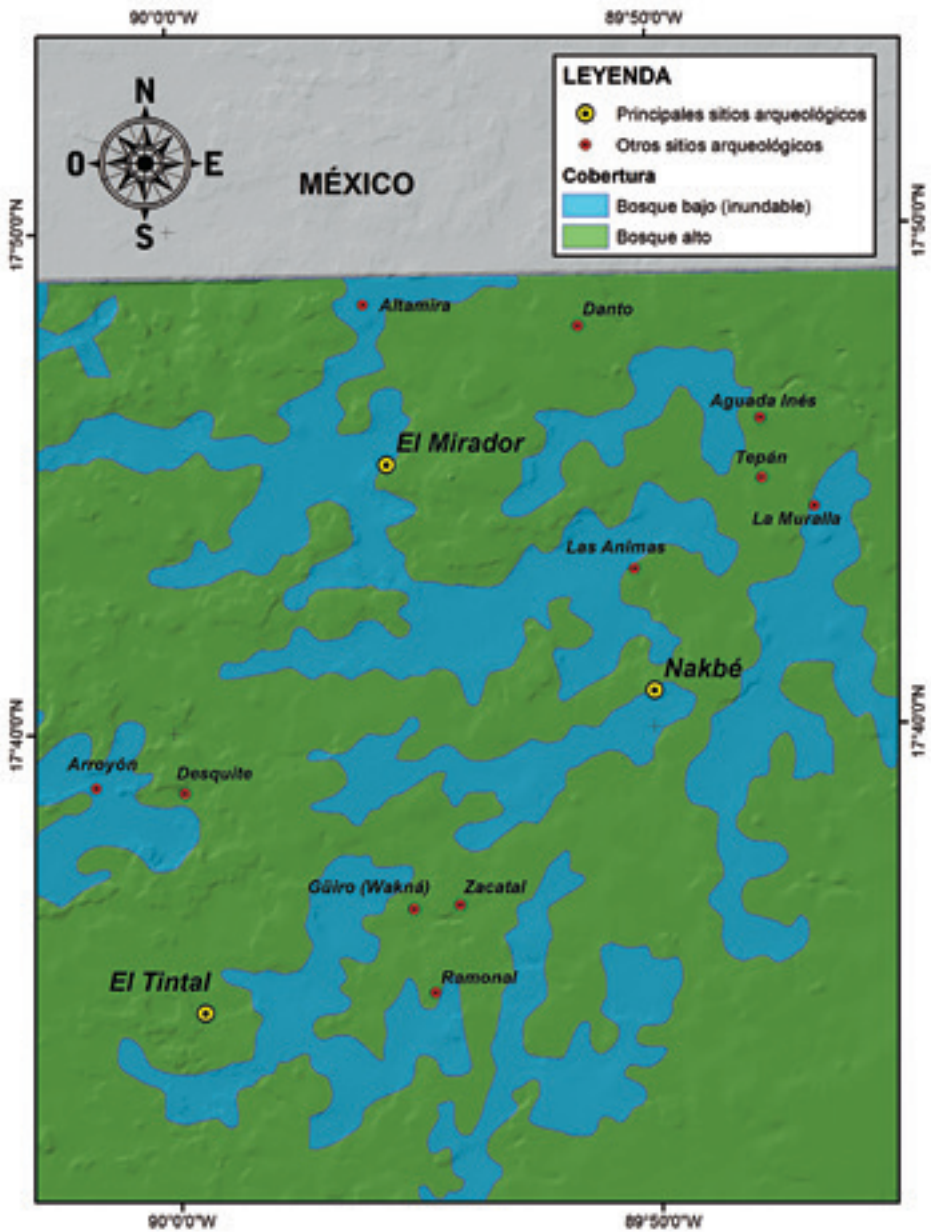 90°0'0"W
89°50'0"W
LEYENDA
Principales sitios arqueológicos
Otros sitios arqueológicos
Cobertura
Bosque bajo (inundable)
Bosque alto
N
O
E
S
MÉXICO
17°50'0"N
17°50'0"N
Altamira
Danto
Aguada Inés
El Mirador
Tepán
La Muralla
Las Animas
Nakbé
17°40'0"N
17°40'0"N
Arroyón
Desquite
Güiro (Wakná)
Zacatal
El Tintal
Ramonal
90°0'0"W
89°50'0"W